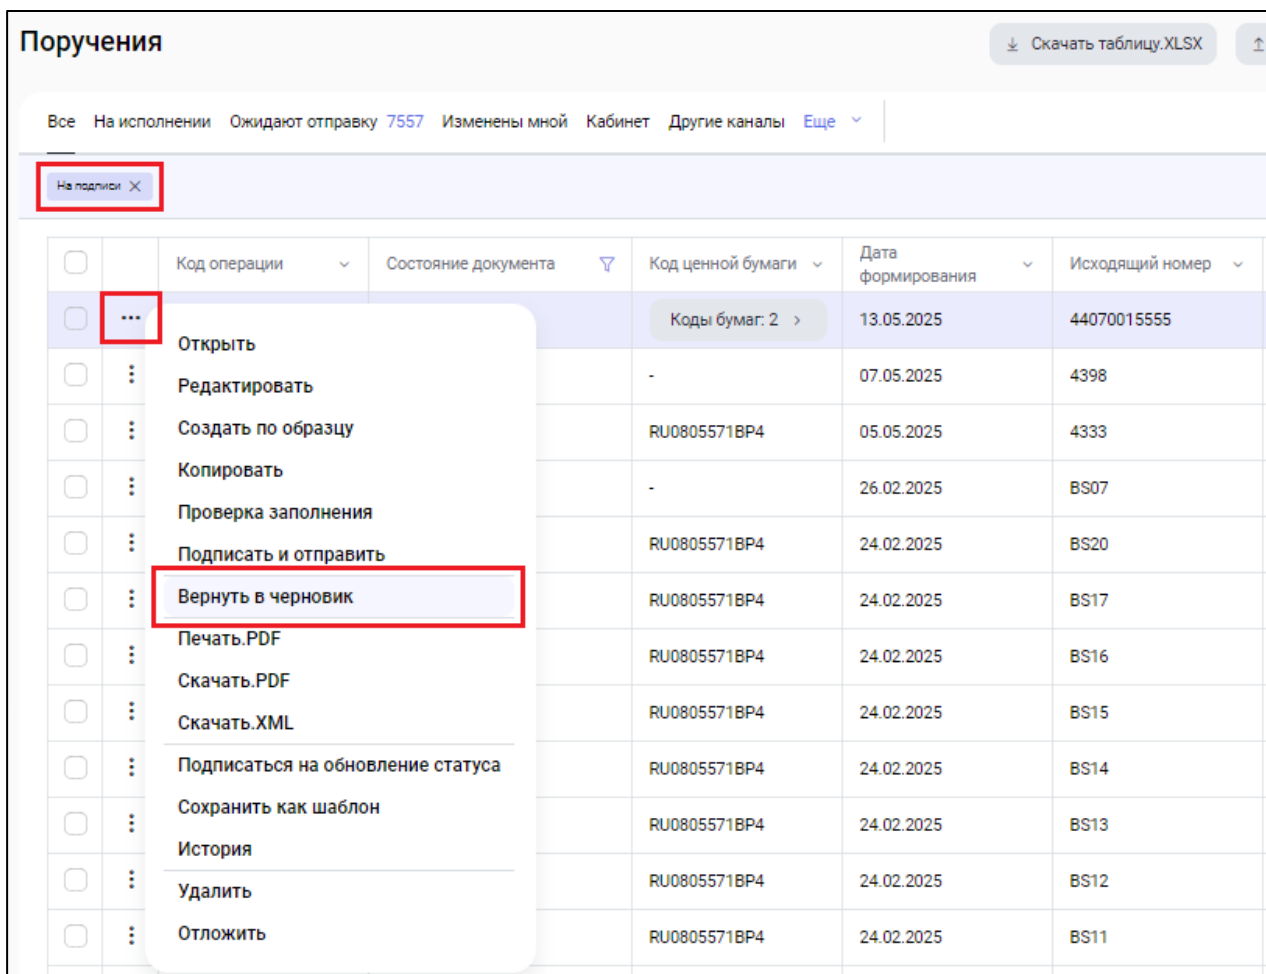 Поручения
Скачать таблицу.XLSX
Все На исполнении Ожидают отправку 7557 Изменены мной Кабинет Другие каналы Еще
На подписи
Код операции Состояние документа Код ценной бумаги Дата формирования Исходящий номер
Коды бумаг: 2 13.05.2025 44070015555
- 07.05.2025 4398
RU0805571BP4 05.05.2025 4333
- 26.02.2025 BS07
RU0805571BP4 24.02.2025 BS20
RU0805571BP4 24.02.2025 BS17
RU0805571BP4 24.02.2025 BS16
RU0805571BP4 24.02.2025 BS15
RU0805571BP4 24.02.2025 BS14
RU0805571BP4 24.02.2025 BS13
RU0805571BP4 24.02.2025 BS12
RU0805571BP4 24.02.2025 BS11
Открыть
Редактировать
Создать по образцу
Копировать
Проверка заполнения
Подписать и отправить
Вернуть в черновик
Печать.PDF
Скачать.PDF
Скачать.XML
Подписаться на обновление статуса
Сохранить как шаблон
История
Удалить
Отложить